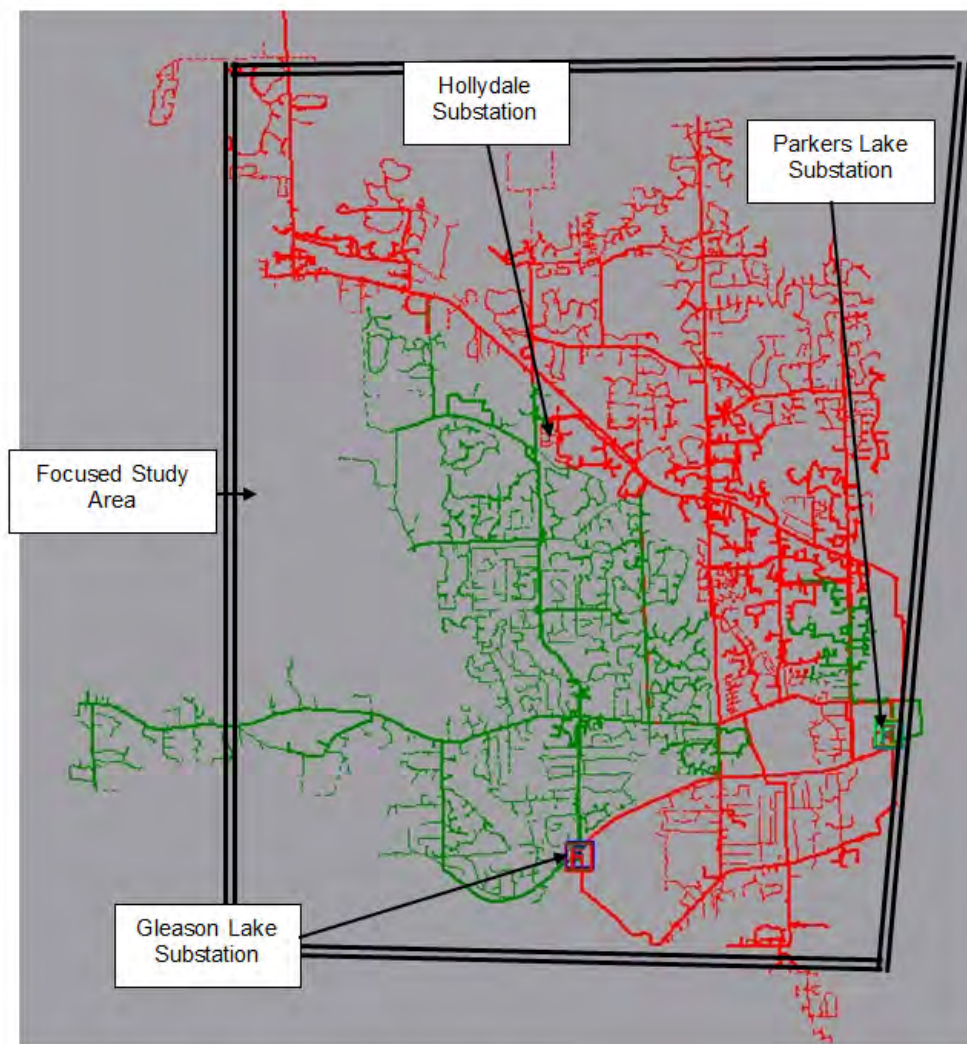 Hollydale
Substation
Parkers Lake
Substation
Focused Study
Area
Gleason Lake
Substation